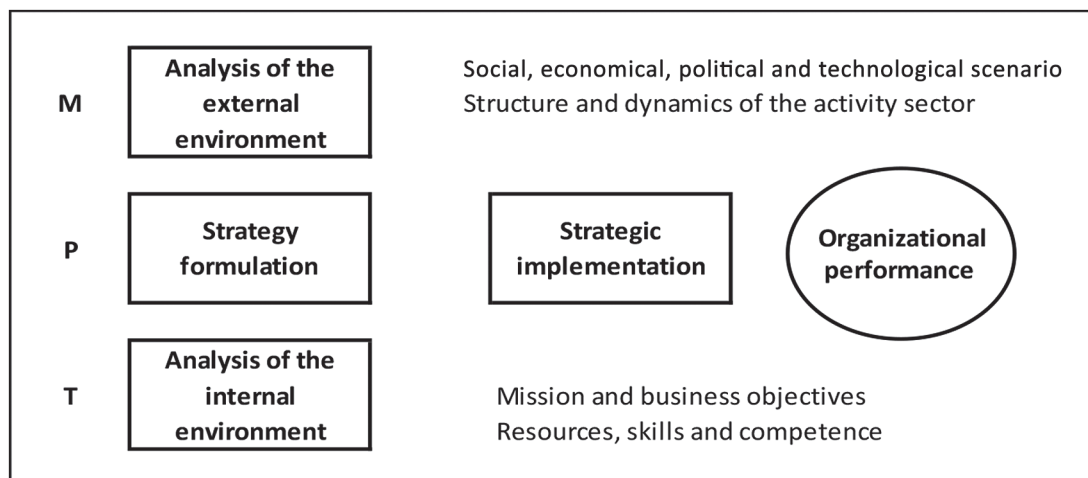 M
Analysis of the
external
environment
Social, economical, political and technological scenario
Structure and dynamics of the activity sector
P
Strategy
formulation
Strategic
implementation
Organizational
performance
T
Analysis of the
internal
environment
Mission and business objectives
Resources, skills and competence